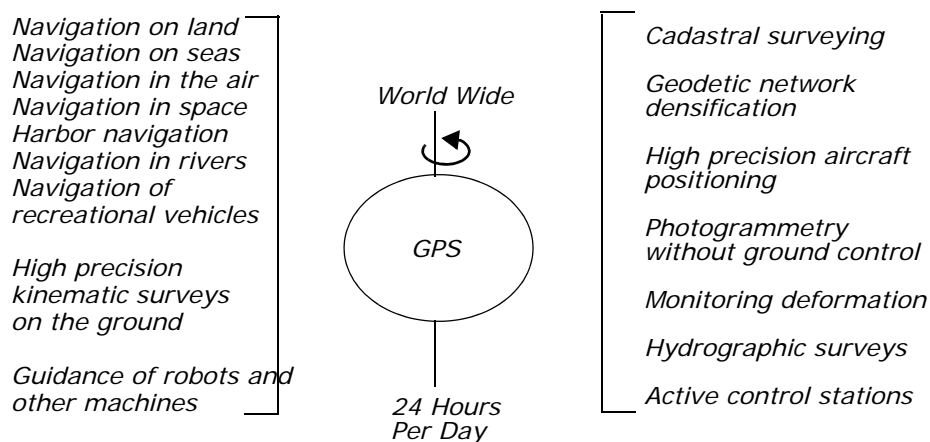 Navigation on land
Navigation on seas
Navigation in the air
Navigation in space
Harbor navigation
Navigation in rivers
Navigation of
recreational vehicles
High precision
kinematic surveys
on the ground
Guidance of robots and
other machines
World Wide
GPS
24 Hours
Per Day
Cadastral surveying
Geodetic network
densification
High precision aircraft
positioning
Photogrammetry
without ground control
Monitoring deformation
Hydrographic surveys
Active control stations